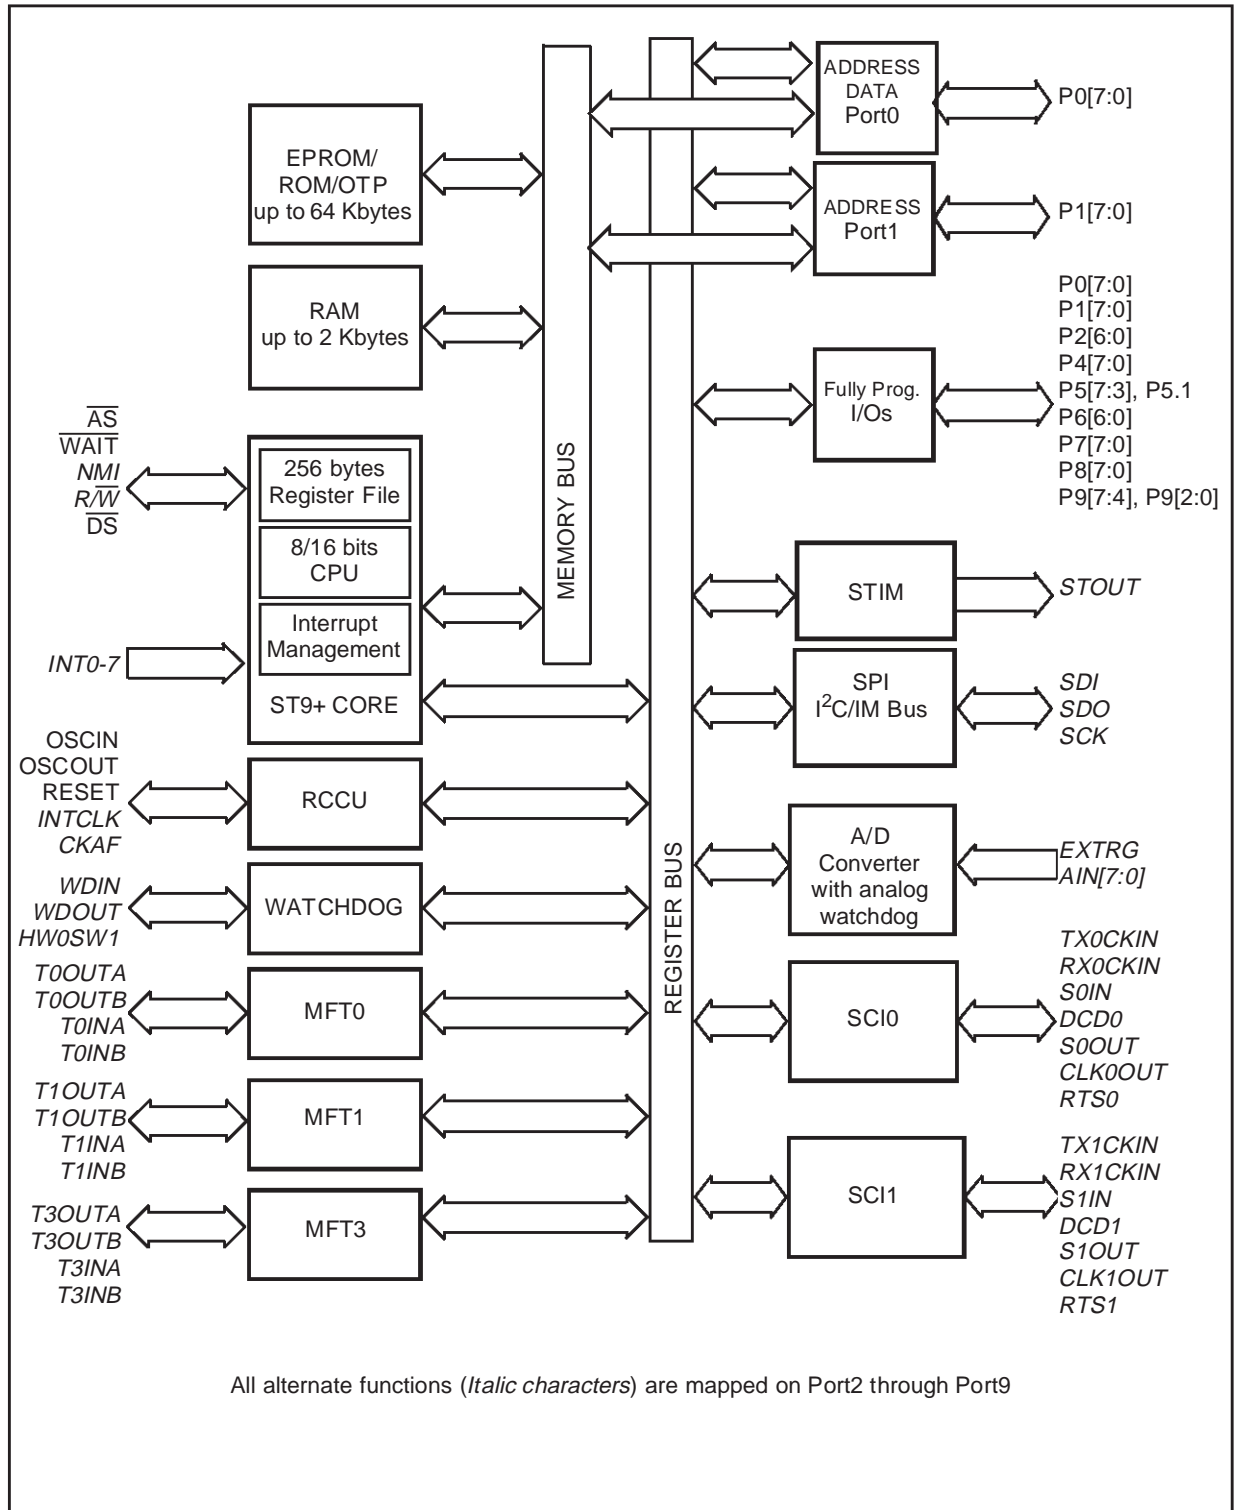 ADDRESS
DATA
Port0
P0[7:0]
EPROM/
ROM/OTP
up to 64 Kbytes
ADDRESS
Port1
P1[7:0]
RAM
up to 2 Kbytes
Fully Prog.
I/Os
P0[7:0]
P1[7:0]
P2[6:0]
P4[7:0]
P5[7:3], P5.1
P6[6:0]
P7[7:0]
P8[7:0]
P9[7:4], P9[2:0]
AS
WAIT
NMI
R/W
DS
256 bytes
Register File
8/16 bits
CPU
Interrupt
Management
ST9+ CORE
INT0-7
MEMORY BUS
REGISTER BUS
STIM
STOUT
SPI
I²C/IM Bus
SDI
SDO
SCK
OSCIN
OSCOUT
RESET
INTCLK
CKAF
RCCU
A/D
Converter
with analog
watchdog
EXTRG
AIN[7:0]
WDIN
WDOUT
HW0SW1
WATCHDOG
T0OUTA
T0OUTB
T0INA
T0INB
MFT0
SCI0
TX0CKIN
RX0CKIN
S0IN
DCD0
S0OUT
CLK0OUT
RTS0
T1OUTA
T1OUTB
T1INA
T1INB
MFT1
SCI1
TX1CKIN
RX1CKIN
S1IN
DCD1
S1OUT
CLK1OUT
RTS1
T3OUTA
T3OUTB
T3INA
T3INB
MFT3
All alternate functions (Italic characters) are mapped on Port2 through Port9